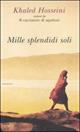 Khaled Hosseini
autore de
Il cacciatore di aquiloni
Mille splendidi soli